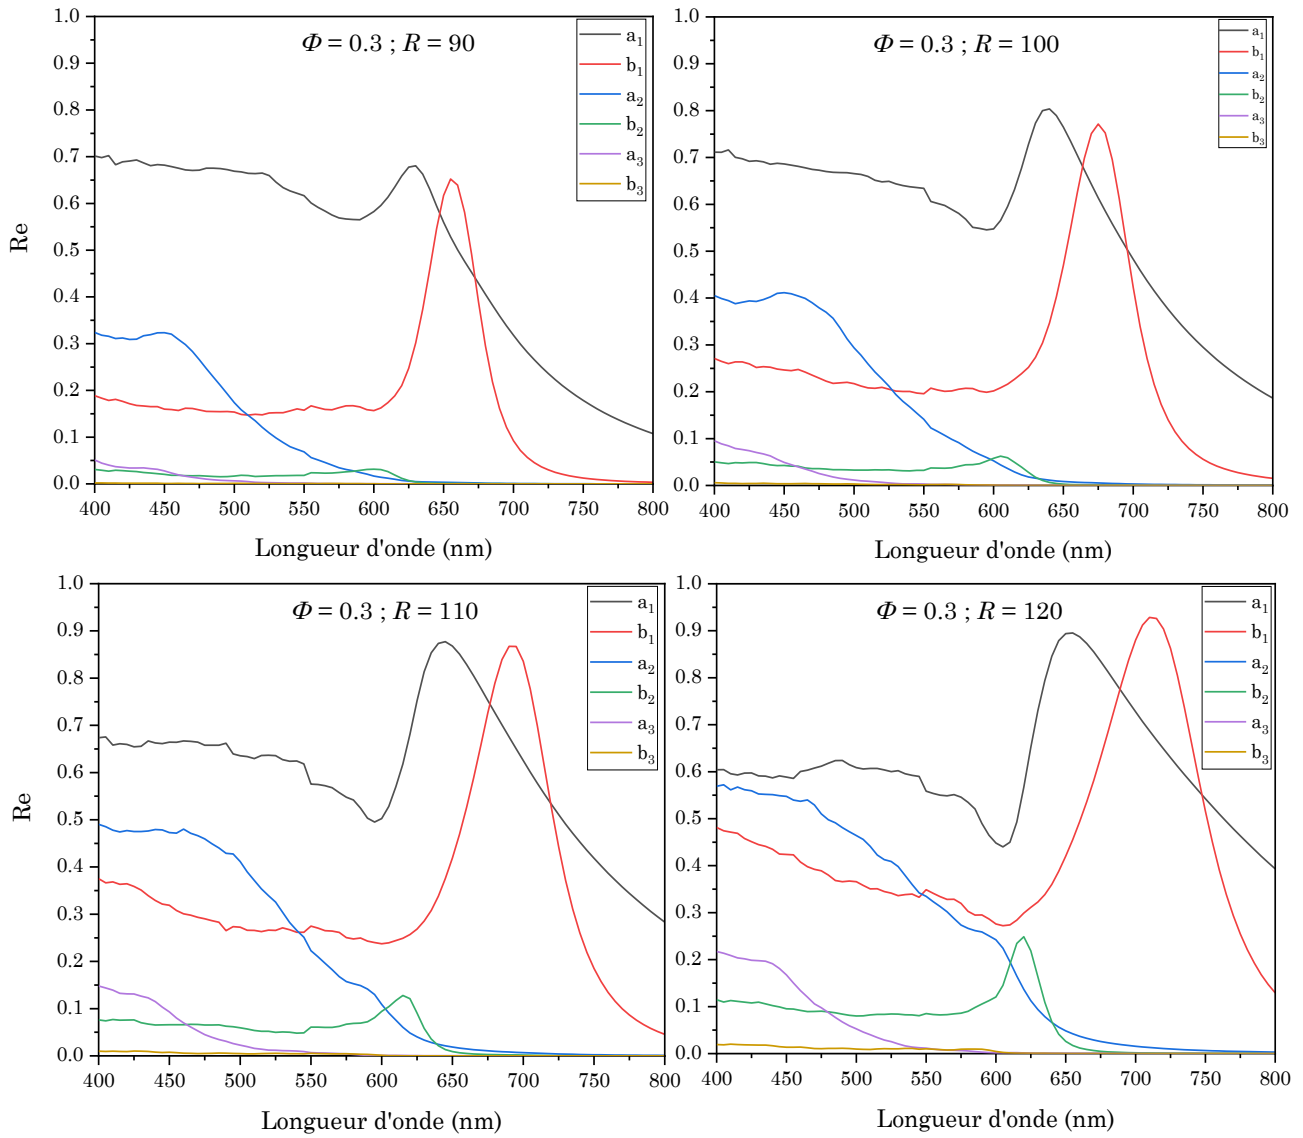 Φ = 0.3 ; R = 90
a1
b1
a2
b2
a3
b3
Re
1.0
0.9
0.8
0.7
0.6
0.5
0.4
0.3
0.2
0.1
0.0
400 450 500 550 600 650 700 750 800
Longueur d'onde (nm)
Φ = 0.3 ; R = 100
a1
b1
a2
b2
a3
b3
1.0
0.9
0.8
0.7
0.6
0.5
0.4
0.3
0.2
0.1
0.0
400 450 500 550 600 650 700 750 800
Longueur d'onde (nm)
Φ = 0.3 ; R = 110
a1
b1
a2
b2
a3
b3
Re
1.0
0.9
0.8
0.7
0.6
0.5
0.4
0.3
0.2
0.1
0.0
400 450 500 550 600 650 700 750 800
Longueur d'onde (nm)
Φ = 0.3 ; R = 120
a1
b1
a2
b2
a3
b3
1.0
0.9
0.8
0.7
0.6
0.5
0.4
0.3
0.2
0.1
0.0
400 450 500 550 600 650 700 750 800
Longueur d'onde (nm)